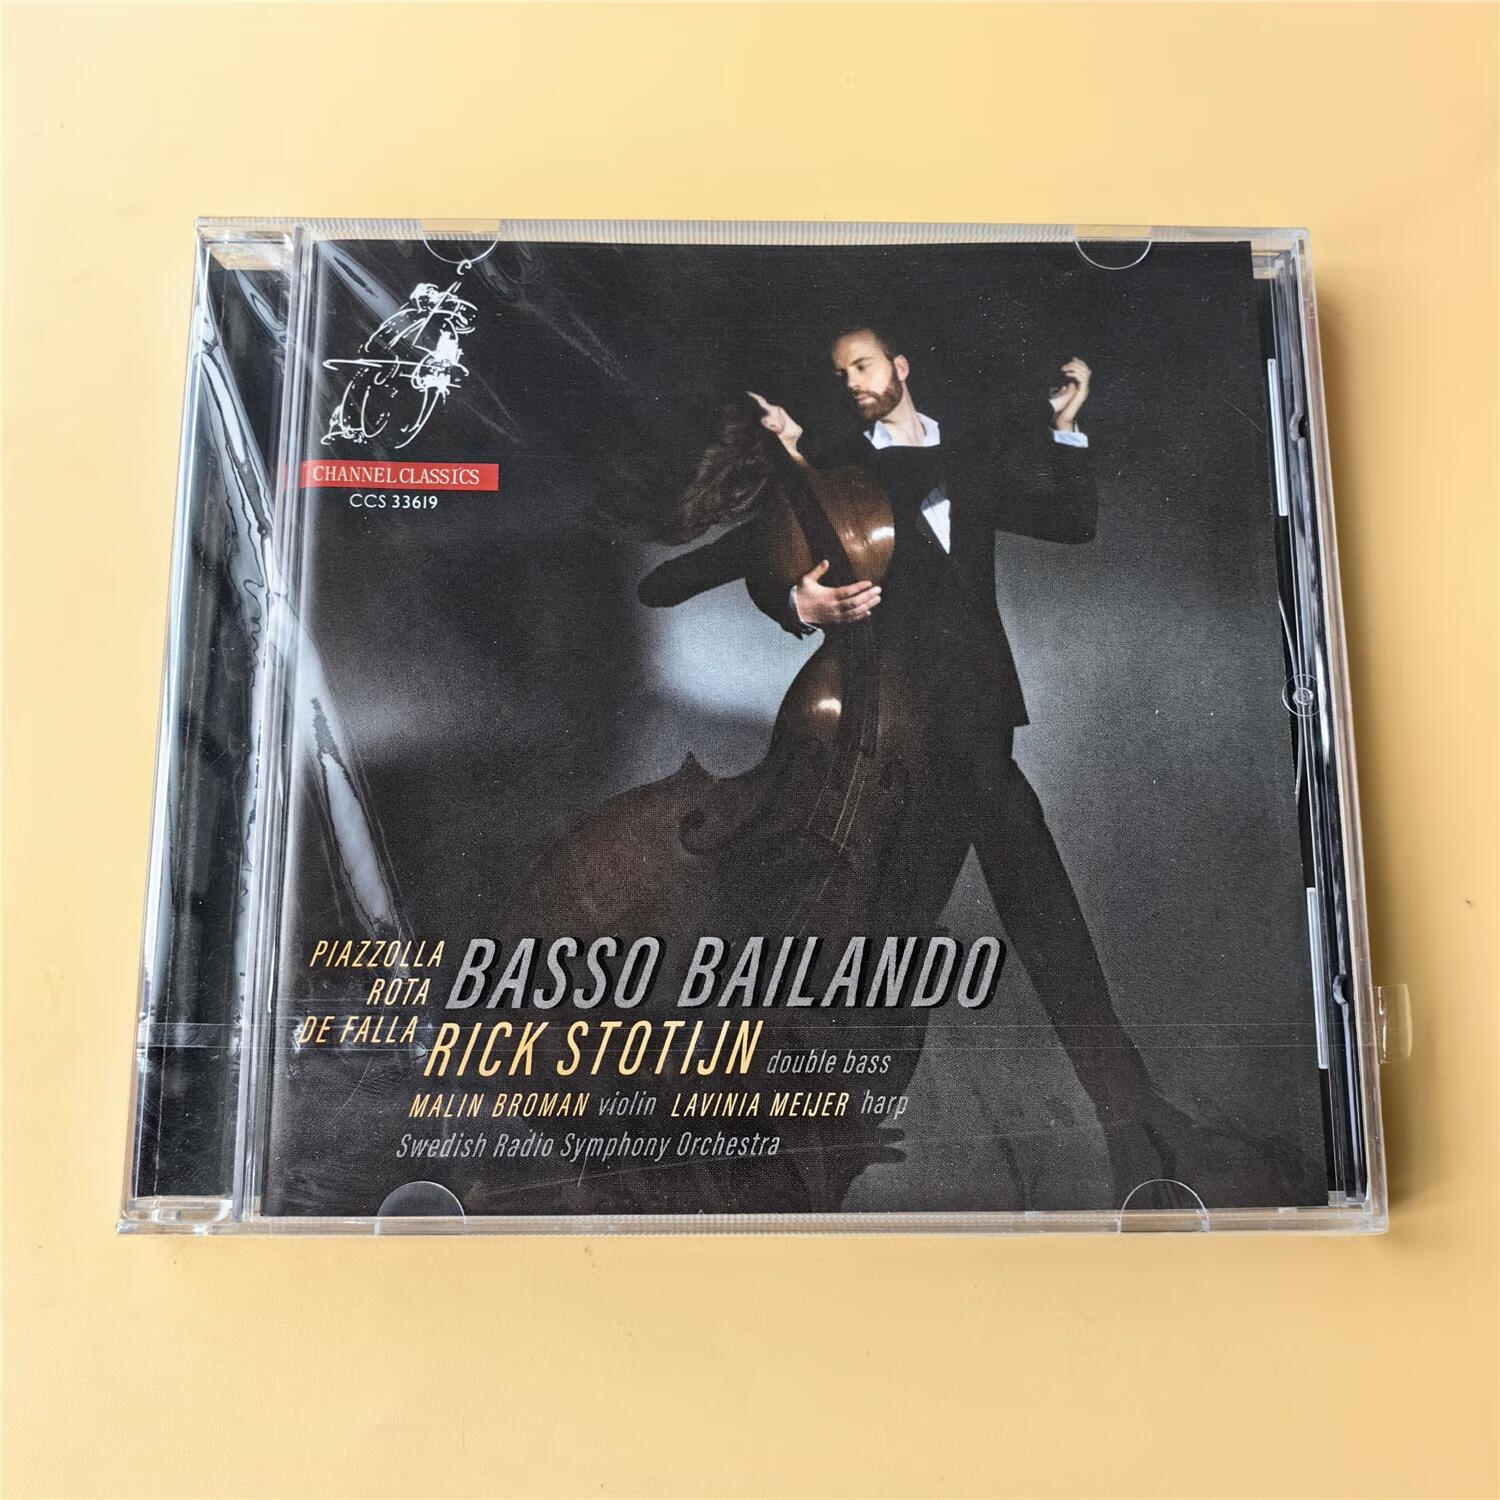 CHANNEL CLASSICS
CCS 33619
PIAZZOLLA
ROTA
DE FALLA
BASSO BAILANDO
RICK STOTIJN double bass
MALIN BROMAN violin LAVINIA MEIJER harp
Swedish Radio Symphony Orchestra